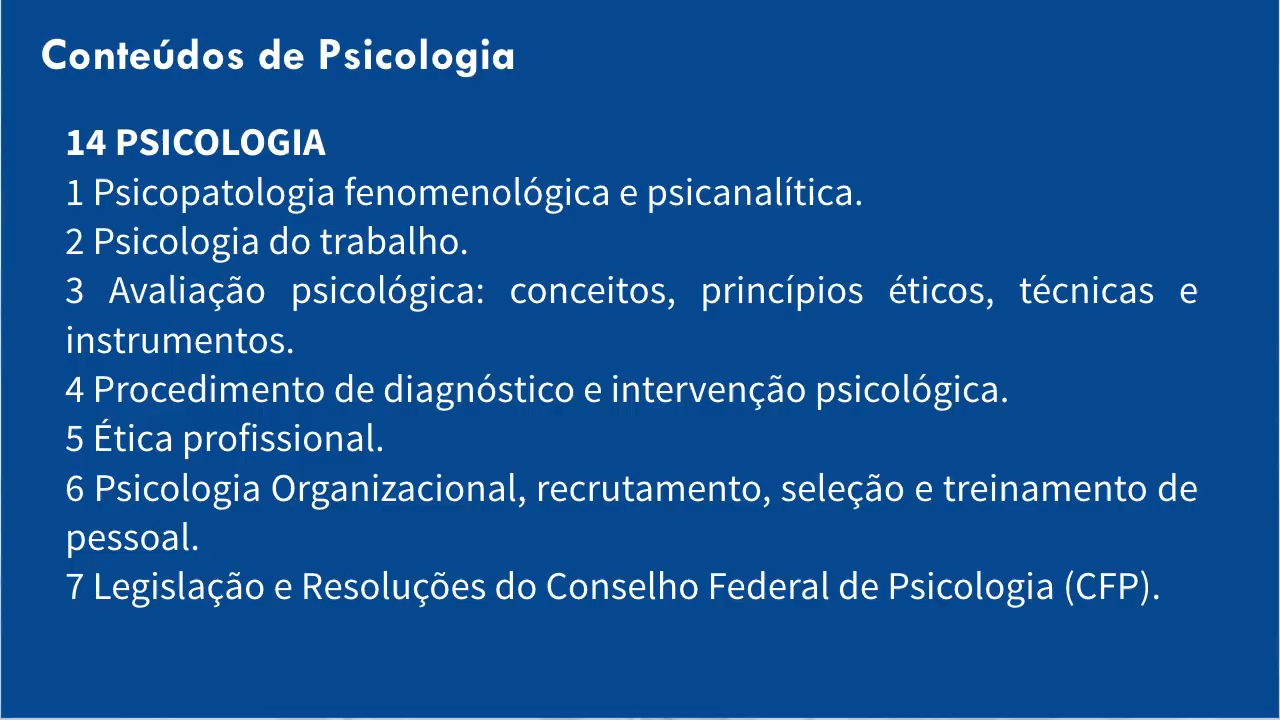 Conteúdos de Psicologia
14 PSICOLOGIA
1 Psicopatologia fenomenológica e psicanalítica.
2 Psicologia do trabalho.
3 Avaliação psicológica: conceitos, princípios éticos, técnicas e
instrumentos.
4 Procedimento de diagnóstico e intervenção psicológica.
5 Ética profissional.
6 Psicologia Organizacional, recrutamento, seleção e treinamento de
pessoal.
7 Legislação e Resoluções do Conselho Federal de Psicologia (CFP).